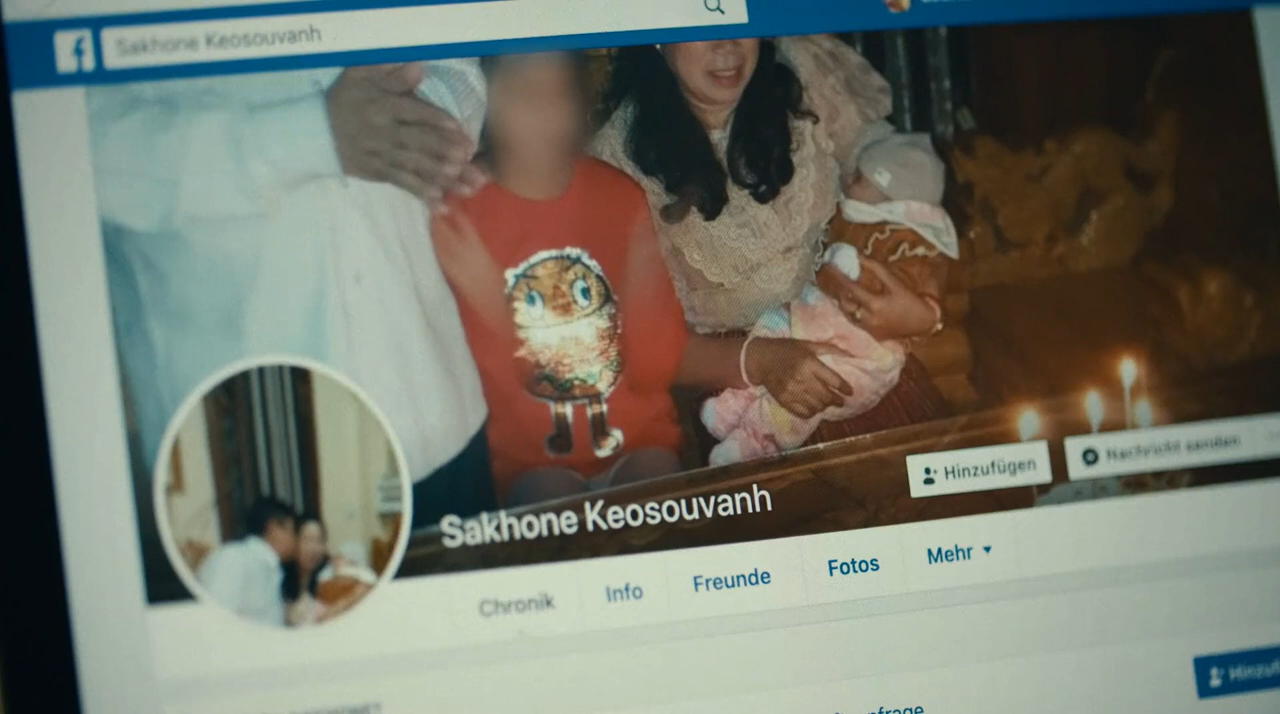 f
Sakhone Keosouvanh
Sakhone Keosouvanh
Hinzufügen
Nachricht senden
Chronik
Info
Freunde
Fotos
Mehr